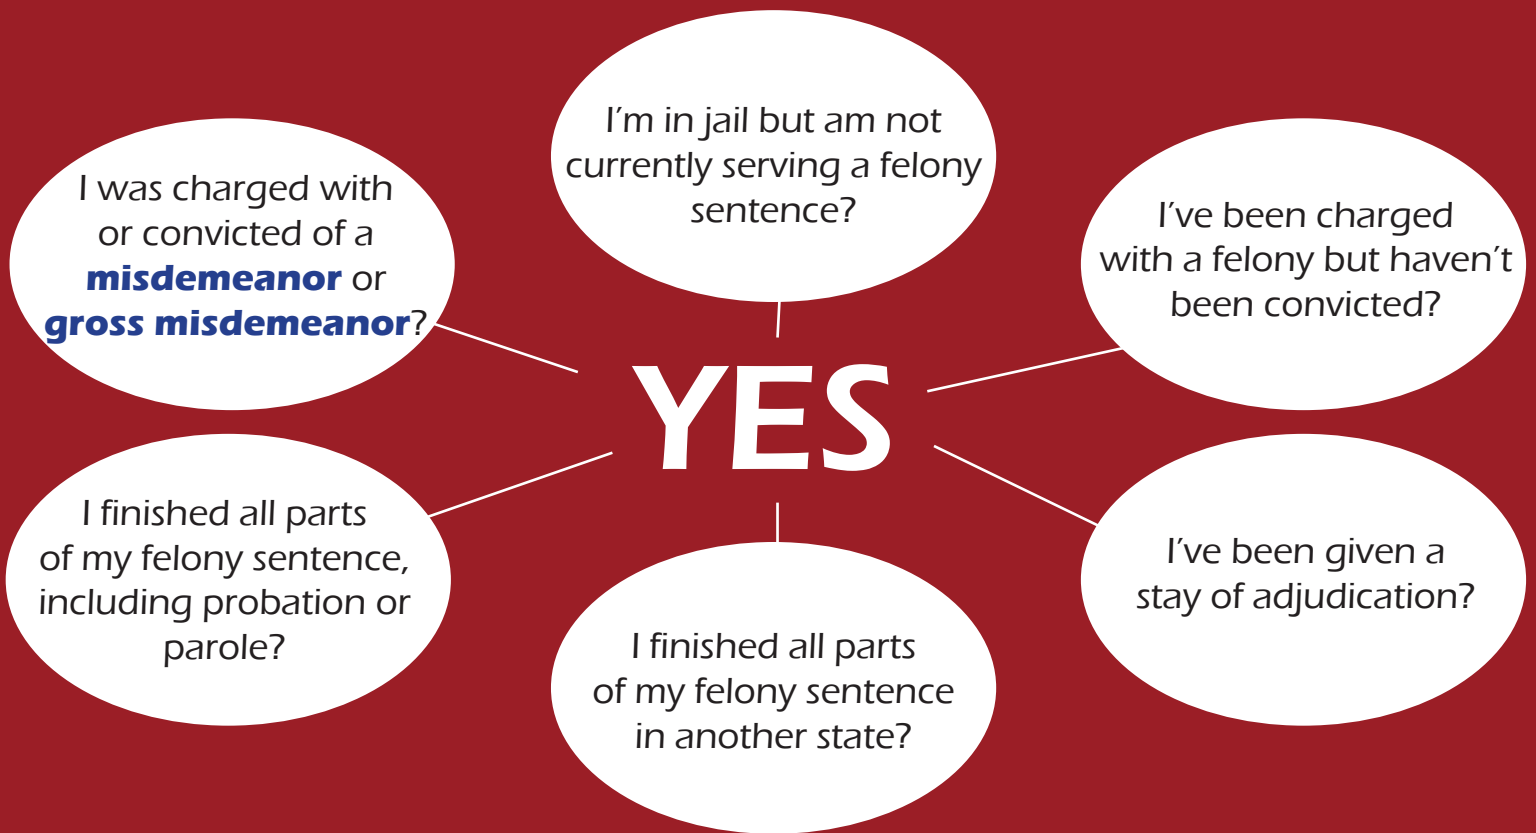 I'm in jail but am not
currently serving a felony
sentence?
I was charged with
or convicted of a
misdemeanor or
gross misdemeanor?
I've been charged
with a felony but haven't
been convicted?
YES
I finished all parts
of my felony sentence,
including probation or
parole?
I finished all parts
of my felony sentence
in another state?
I've been given a
stay of adjudication?